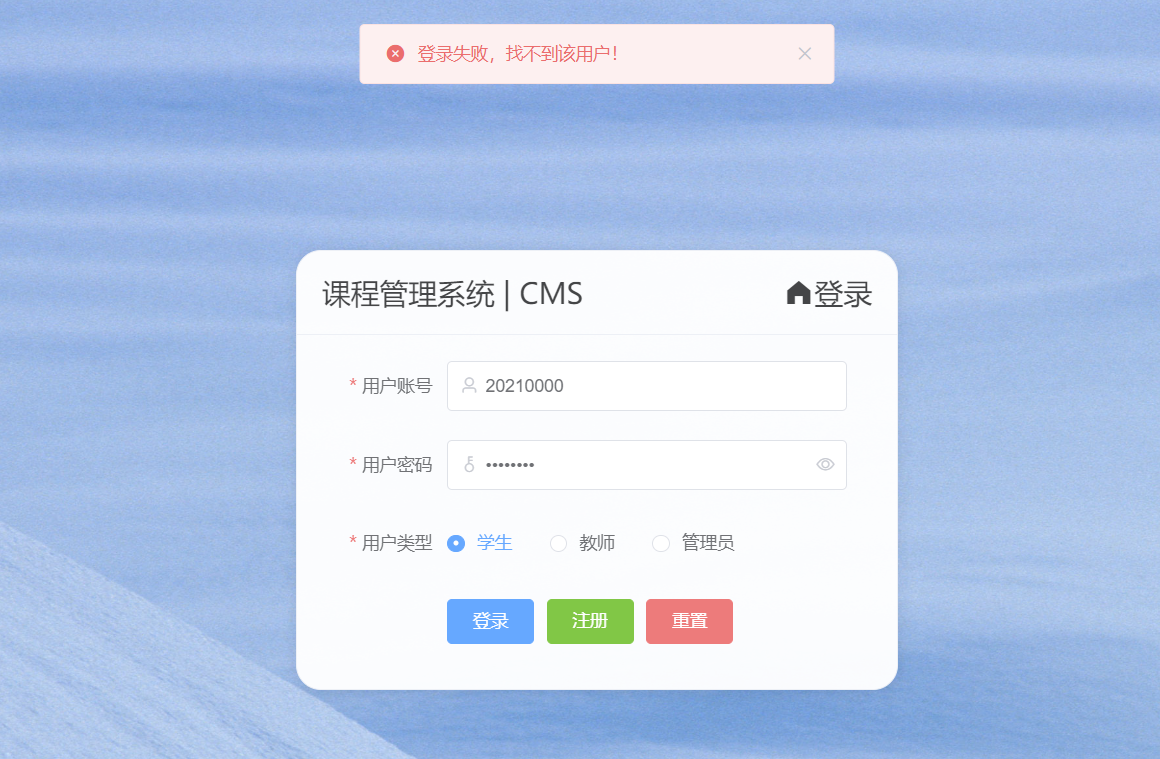 登录失败，找不到该用户！
课程管理系统 | CMS
登录
* 用户账号
20210000
* 用户密码
••••••••
* 用户类型 学生 教师 管理员
登录 注册 重置